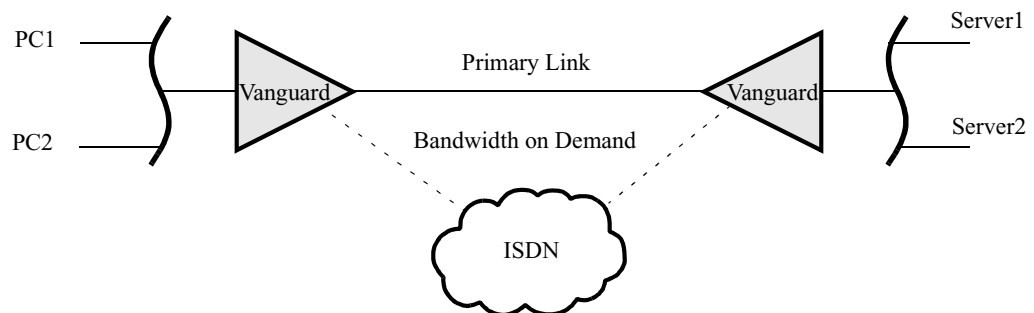 PC1
Server1
Primary Link
Vanguard
Vanguard
PC2
Bandwidth on Demand
Server2
ISDN